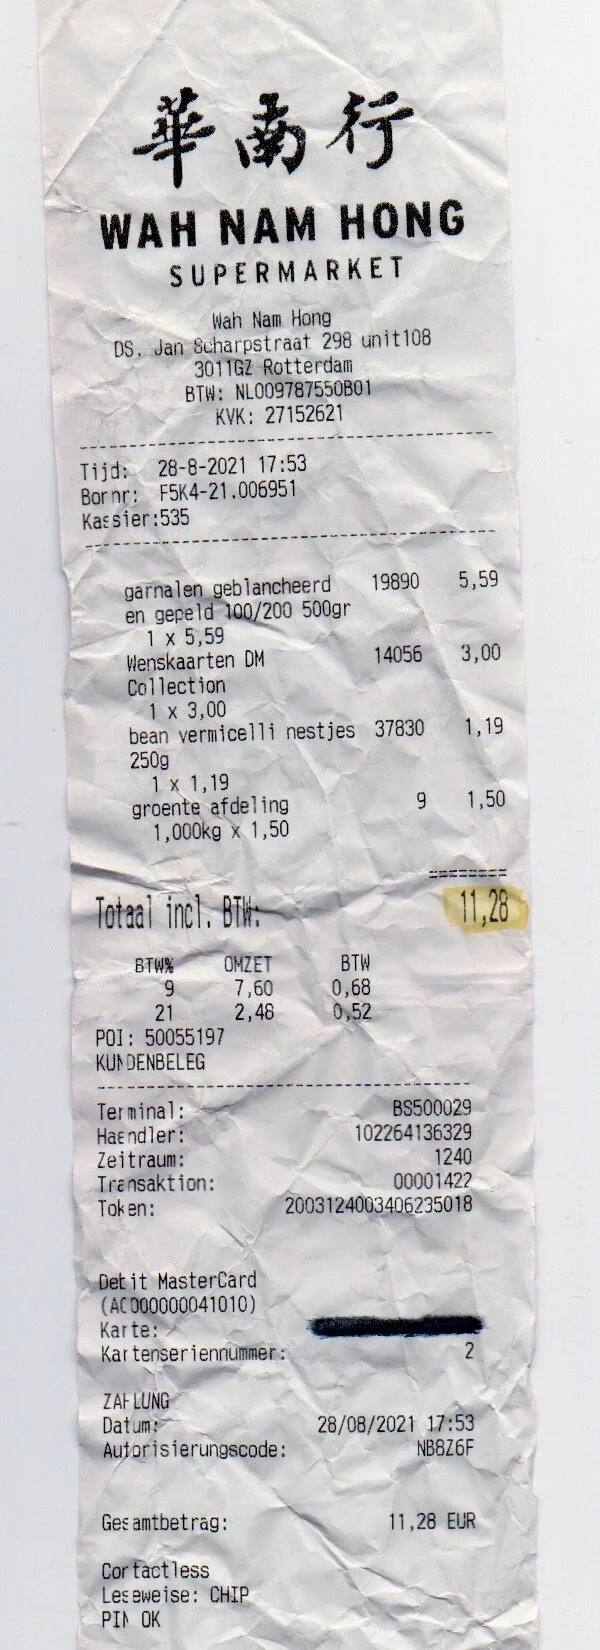 華南行
WAH NAM HONG
SUPERMARKET
Wah Nam Hong
DS. Jan Scharpstraat 298 unit108
3011GZ Rotterdam
BTW: NL009787550B01
KVK: 27152621
Tijd: 28-8-2021 17:53
Bonnr: F5K4-21.006951
Kassier:535
garnalen geblancheerd 19890 5,59
en gepeld 100/200 500gr
1 x 5,59
Wenskaarten DM 14056 3,00
Collection
1 x 3,00
bean vermicelli nestjes 37830 1,19
250g
1 x 1,19
groente afdeling 9 1,50
1,000kg x 1,50
========
Totaal incl. BTW: 11,28
BTW% OMZET BTW
9 7,60 0,68
21 2,48 0,52
POI: 50055197
KUNDENBELEG
Terminal: BS500029
Haendler: 102264136329
Zeitraum: 1240
Transaktion: 00001422
Token: 2003124003406235018
Debit MasterCard
(A0000000041010)
Karte:
Kartenseriennummer: 2
ZAHLUNG
Datum: 28/08/2021 17:53
Autorisierungscode: NB8Z6F
Gesamtbetrag: 11,28 EUR
Contactless
Leseweise: CHIP
PIN OK